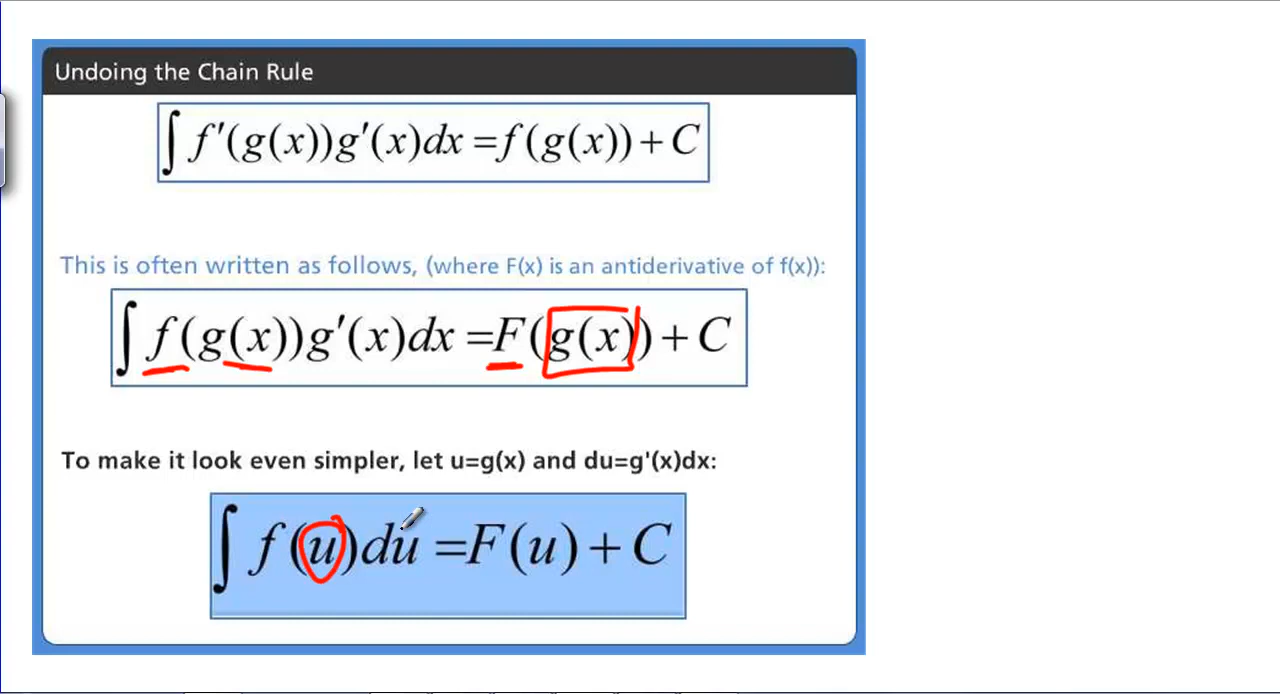 Undoing the Chain Rule
∫ f'(g(x))g'(x)dx =f(g(x))+C
This is often written as follows, (where F(x) is an antiderivative of f(x)):
∫ f(g(x))g'(x)dx =F(g(x))+C
To make it look even simpler, let u=g(x) and du=g'(x)dx:
∫ f(u)du =F(u)+C